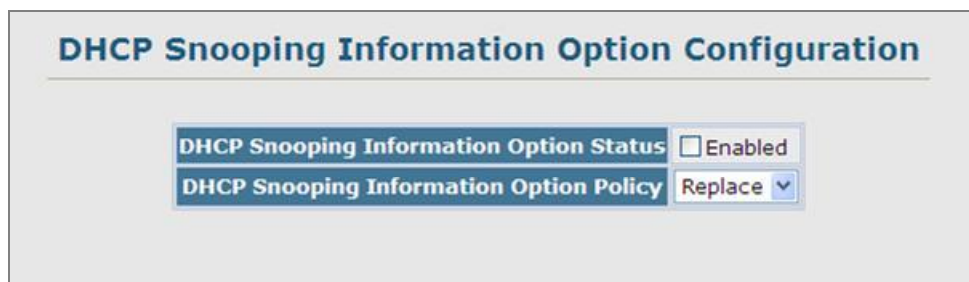 DHCP Snooping Information Option Configuration
DHCP Snooping Information Option Status Enabled
DHCP Snooping Information Option Policy Replace